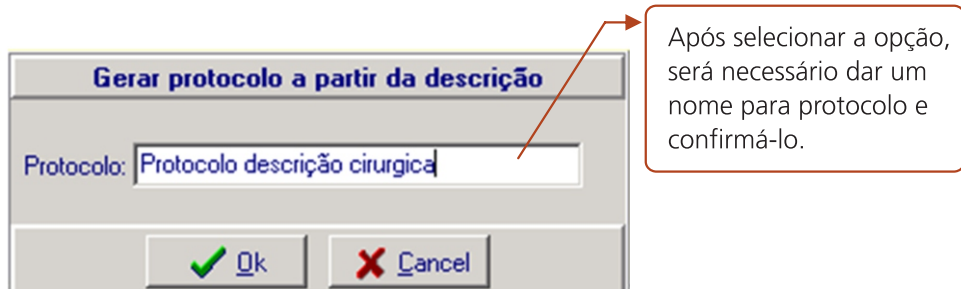 Gerar protocolo a partir da descrição
Protocolo: Protocolo descrição cirurgica
Ok
Cancel
Após selecionar a opção,
será necessário dar um
nome para protocolo e
confirmá-lo.